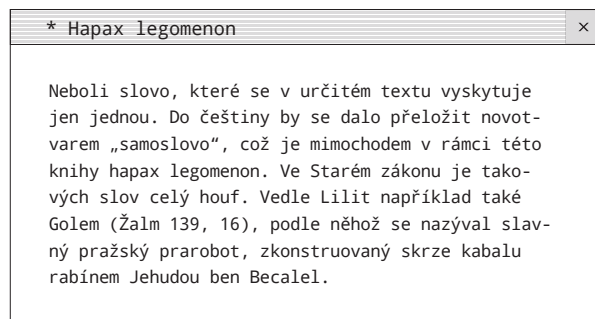 * Hapax legomenon ×
Neboli slovo, které se v určitém textu vyskytuje
jen jednou. Do češtiny by se dalo přeložit novot-
varem „samoslovo“, což je mimochodem v rámci této
knihy hapax legomenon. Ve Starém zákonu je tako-
vých slov celý houf. Vedle Lilit například také
Golem (Žalm 139, 16), podle něhož se nazýval slav-
ný pražský prarobot, zkonstruovaný skrze kabalu
rabínem Jehudou ben Becalel.